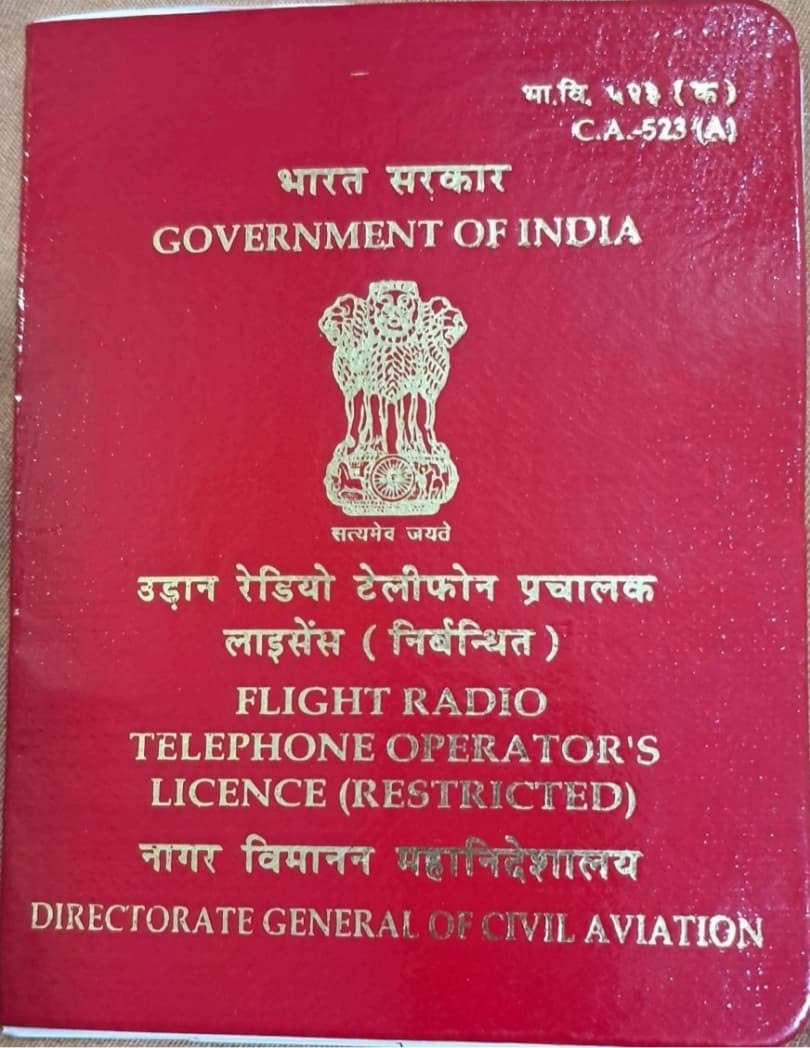 भा.वि. ५२३ (क)
C.A.-523 (A)
भारत सरकार
GOVERNMENT OF INDIA
सत्यमेव जयते
उड़ान रेडियो टेलीफोन प्रचालक
लाइसेंस ( निर्बन्धित )
FLIGHT RADIO
TELEPHONE OPERATOR'S
LICENCE (RESTRICTED)
नागर विमानन महानिदेशालय
DIRECTORATE GENERAL OF CIVIL AVIATION